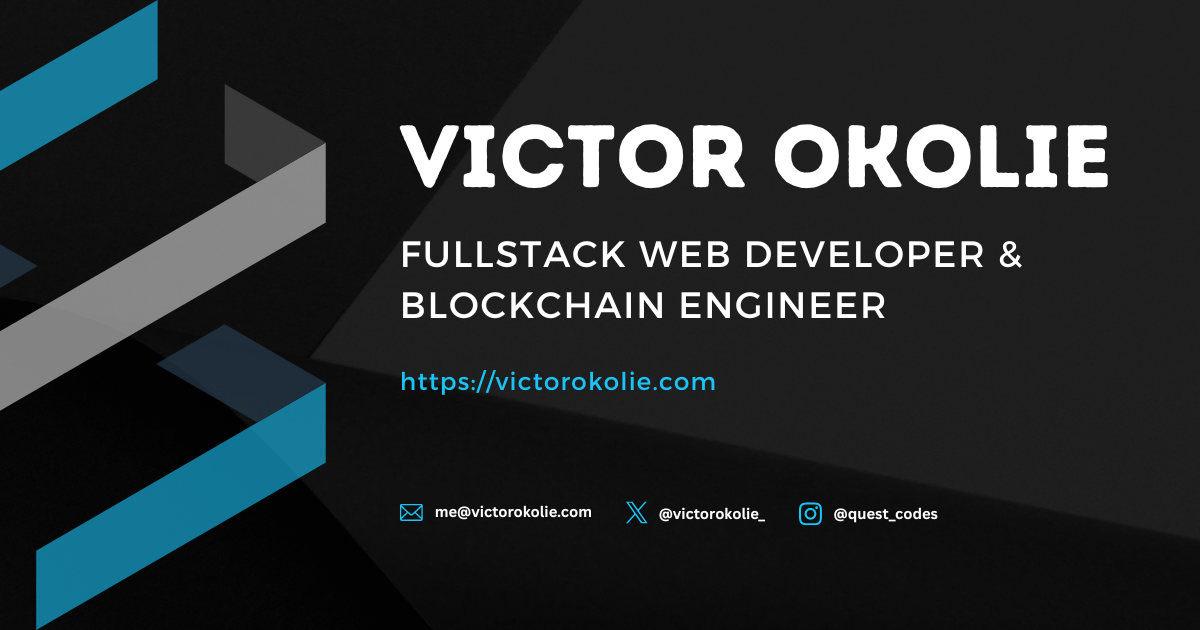 VICTOR OKOLIE
FULLSTACK WEB DEVELOPER &
BLOCKCHAIN ENGINEER
https://victorokolie.com
me@victorokolie.com @victorokolie_ @quest_codes